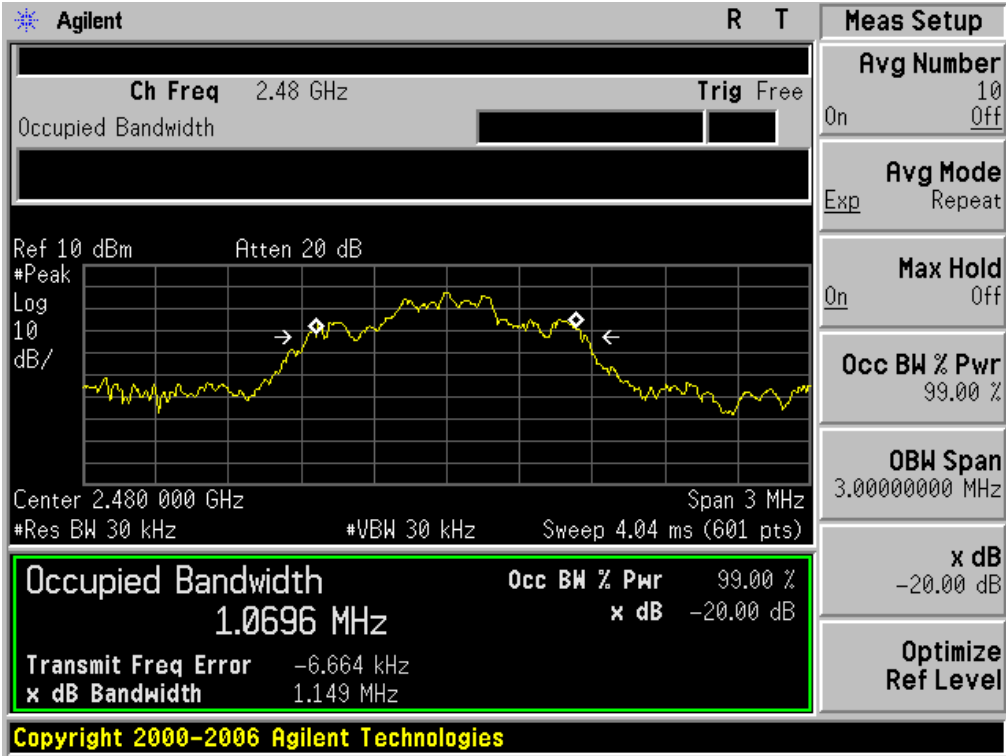 Agilent R T
Meas Setup
Ch Freq 2.48 GHz Trig Free
Occupied Bandwidth
Ref 10 dBm Atten 20 dB
#Peak
Log
10
dB/
Center 2.480 000 GHz Span 3 MHz
#Res BW 30 kHz #VBW 30 kHz Sweep 4.04 ms (601 pts)
Occupied Bandwidth
1.0696 MHz
Occ BW % Pwr 99.00 %
x dB -20.00 dB
Transmit Freq Error -6.664 kHz
x dB Bandwidth 1.149 MHz
Avg Number
10
On Off
Avg Mode
Exp Repeat
Max Hold
On Off
Occ BW % Pwr
99.00 %
OBW Span
3.00000000 MHz
x dB
-20.00 dB
Optimize
Ref Level
Copyright 2000-2006 Agilent Technologies